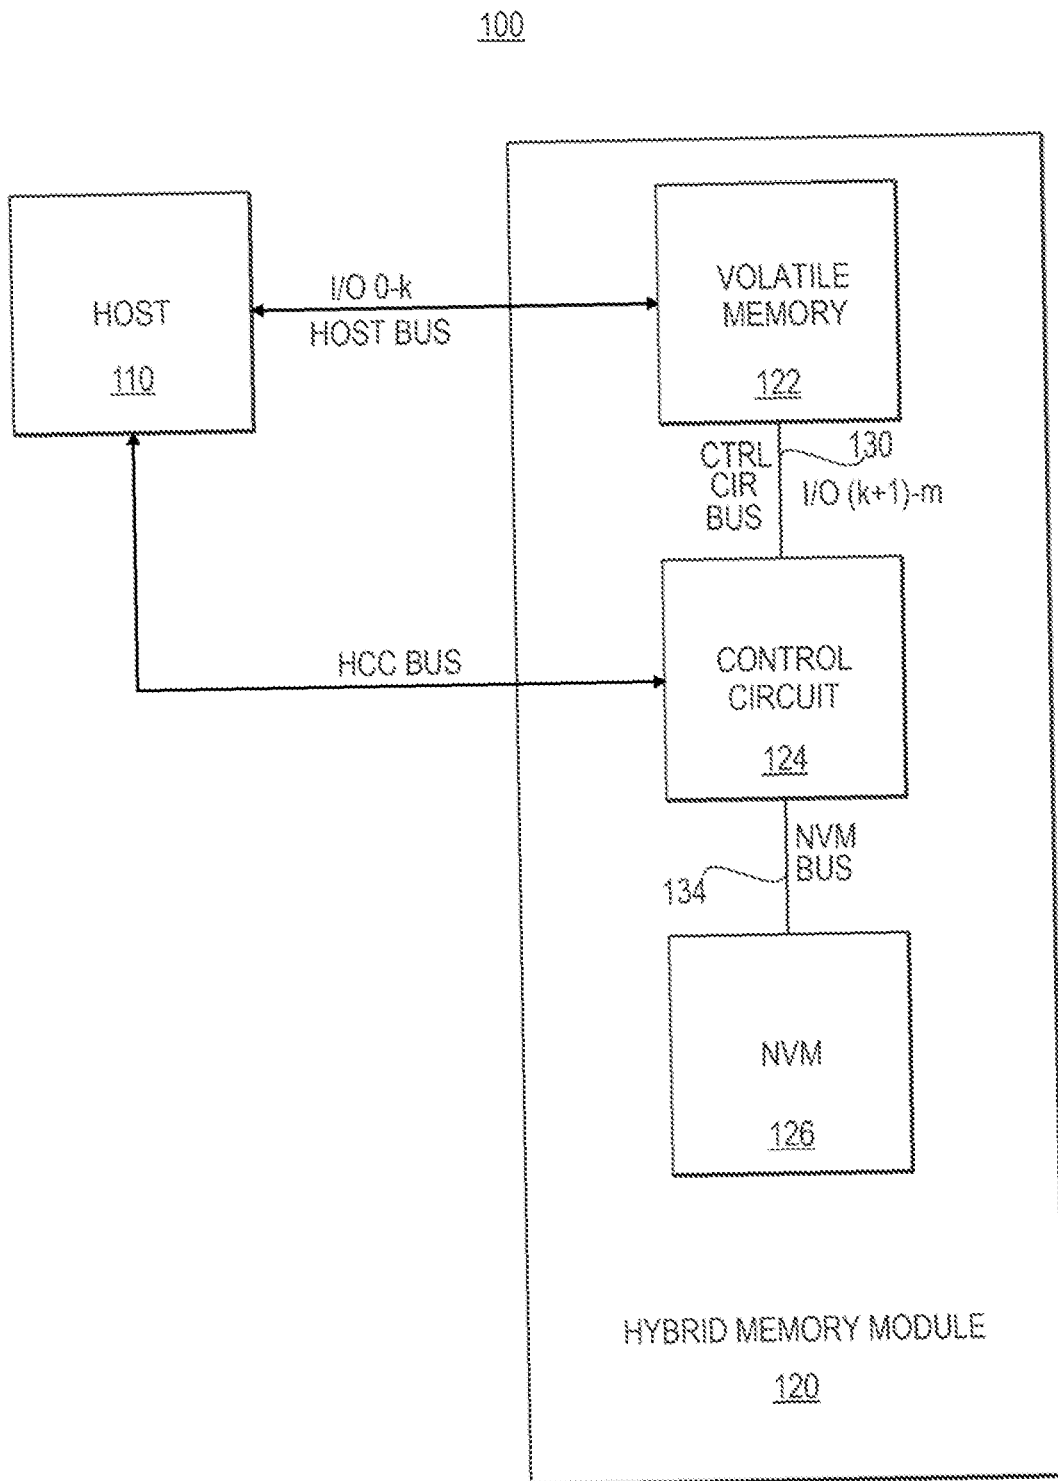 100
HOST
110
I/O 0-k
HOST BUS
VOLATILE
MEMORY
122
CTRL
CIR
BUS
130
I/O (k+1)-m
HCC BUS
CONTROL
CIRCUIT
124
NVM
BUS
134
NVM
126
HYBRID MEMORY MODULE
120